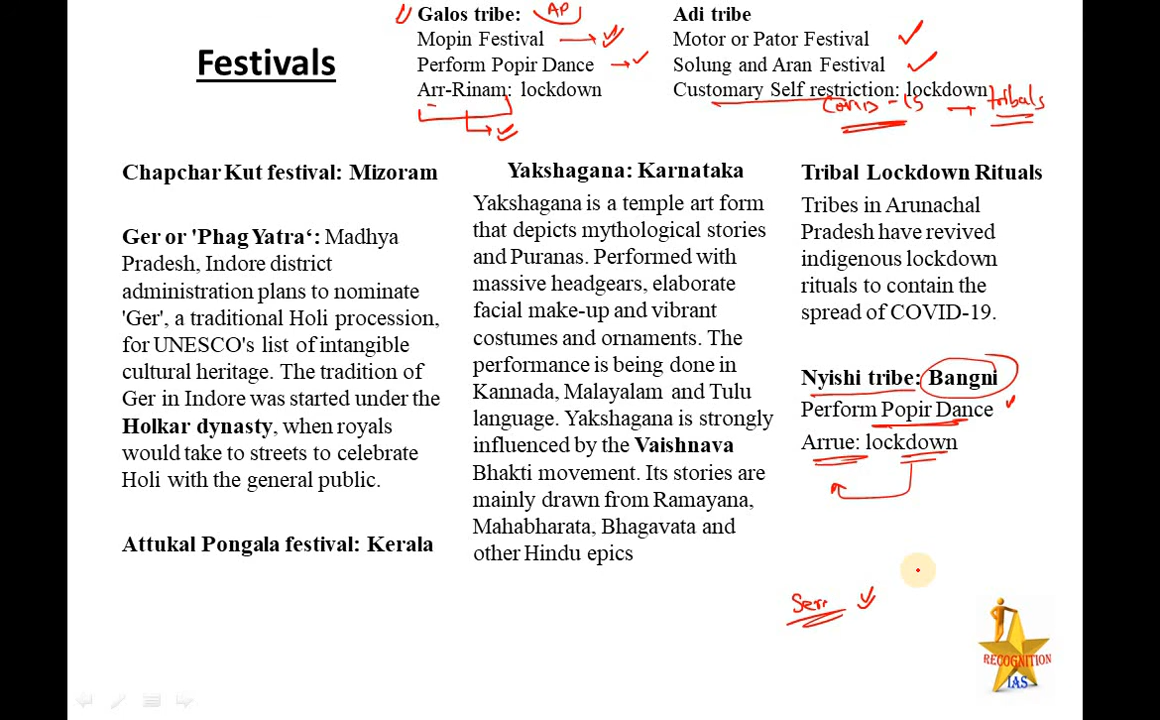 Festivals
Galos tribe: AP
Mopin Festival
Perform Popir Dance
Arr-Rinam: lockdown
Adi tribe
Motor or Pator Festival
Solung and Aran Festival
Customary Self restriction: lockdown
tribals
Chapchar Kut festival: Mizoram
Ger or 'Phag Yatra‘: Madhya
Pradesh, Indore district
administration plans to nominate
'Ger', a traditional Holi procession,
for UNESCO's list of intangible
cultural heritage. The tradition of
Ger in Indore was started under the
Holkar dynasty, when royals
would take to streets to celebrate
Holi with the general public.
Attukal Pongala festival: Kerala
Yakshagana: Karnataka
Yakshagana is a temple art form
that depicts mythological stories
and Puranas. Performed with
massive headgears, elaborate
facial make-up and vibrant
costumes and ornaments. The
performance is being done in
Kannada, Malayalam and Tulu
language. Yakshagana is strongly
influenced by the Vaishnava
Bhakti movement. Its stories are
mainly drawn from Ramayana,
Mahabharata, Bhagavata and
other Hindu epics
Tribal Lockdown Rituals
Tribes in Arunachal
Pradesh have revived
indigenous lockdown
rituals to contain the
spread of COVID-19.
Nyishi tribe: Bangni
Perform Popir Dance
Arrue: lockdown
RECOGNITION
IAS